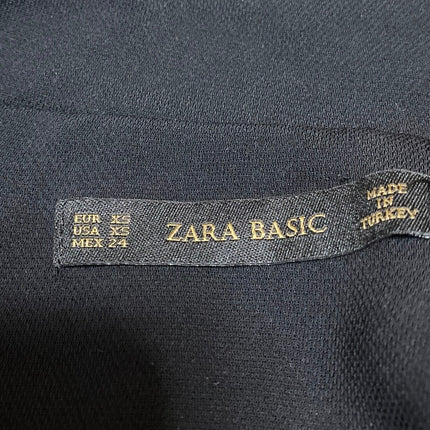 EUR XS
USA XS
MEX 24
ZARA BASIC
MADE
IN
TURKEY